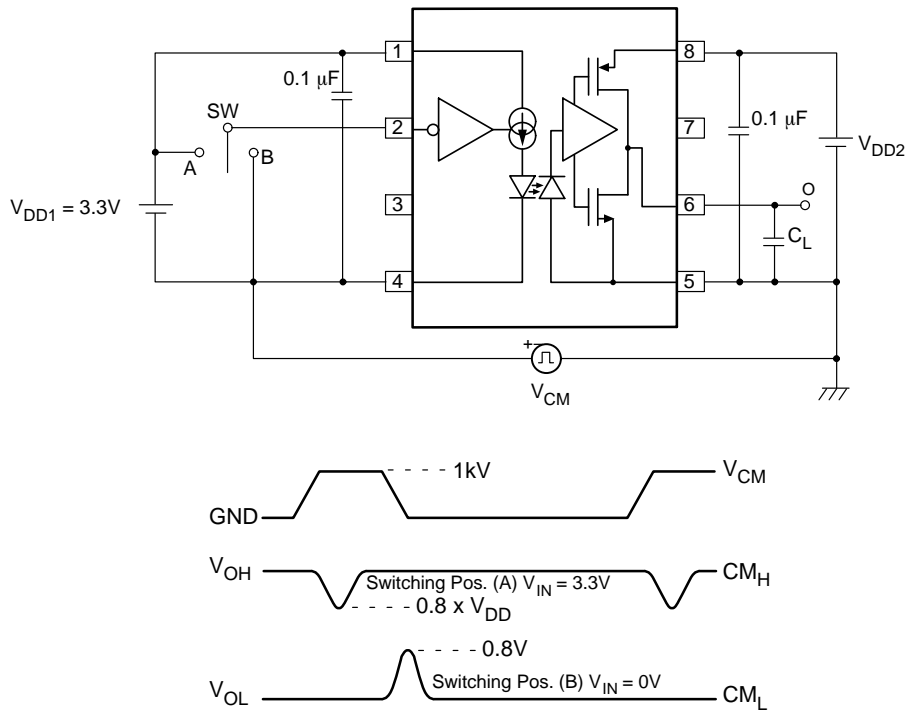 1
8
0.1 μF
SW
2
7
0.1 μF
A
B
V_DD2
V_DD1 = 3.3V
3
6
O
C_L
4
5
+–
V_CM
1kV
V_CM
GND
V_OH
Switching Pos. (A) V_IN = 3.3V
CM_H
0.8 x V_DD
0.8V
Switching Pos. (B) V_IN = 0V
V_OL
CM_L